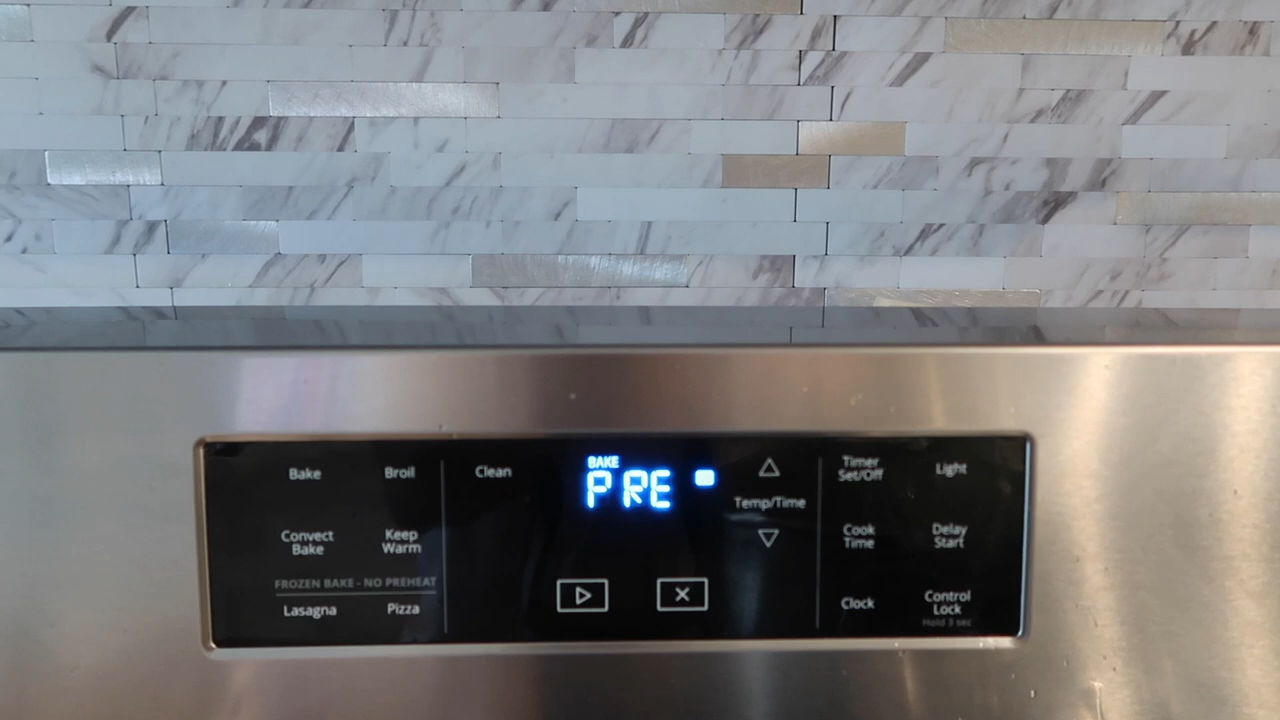 Bake
Broil
Clean
BAKE
PRE
Temp/Time
Timer
Set/Off
Light
Convect
Bake
Keep
Warm
Cook
Time
Delay
Start
FROZEN BAKE - NO PREHEAT
Lasagna
Pizza
Clock
Control
Lock
Hold 3 sec